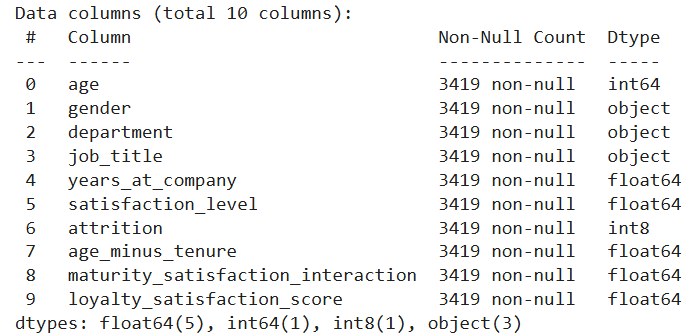 Data columns (total 10 columns):
 #   Column                             Non-Null Count  Dtype
---  ------                             --------------  -----
 0   age                                3419 non-null   int64
 1   gender                             3419 non-null   object
 2   department                         3419 non-null   object
 3   job_title                          3419 non-null   object
 4   years_at_company                   3419 non-null   float64
 5   satisfaction_level                 3419 non-null   float64
 6   attrition                          3419 non-null   int8
 7   age_minus_tenure                   3419 non-null   float64
 8   maturity_satisfaction_interaction  3419 non-null   float64
 9   loyalty_satisfaction_score         3419 non-null   float64
dtypes: float64(5), int64(1), int8(1), object(3)